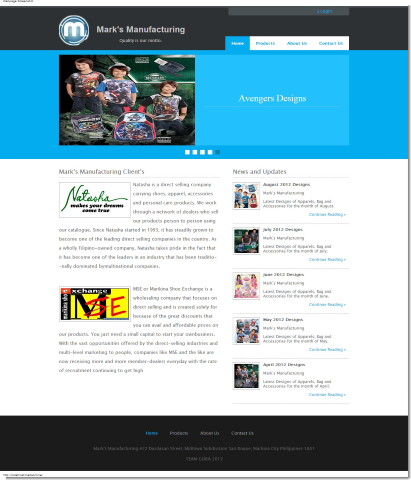 Mark's Manufacturing
Quality is our motto.
Home Products About Us Contact Us
Avengers Designs
Mark's Manufacturing Client's
Natasha
makes your dreams
come true
Natasha is a direct selling company
carrying shoes, apparel, accessories
and personal care products. We work
through a network of dealers who sell
our products person to person using
our catalogue. Since Natasha started in 1993, it has steadily grown to
become one of the leading direct selling companies in the country. As
a wholly Filipino-owned company, Natasha takes pride in the fact that
it has become one of the leaders in an industry that has been traditio-
-nally dominated bymultinational companies.
MSE or Marikina Shoe Exchange is a
wholesaling company that focuses on
direct selling and is created solely for
because of the great discounts that
you can avail and affordable prices on
our products. You just need a small capital to start your ownbusiness.
With the vast opportunities offered by the direct-selling industries and
multi-level marketing to people, companies like MSE and the like are
now receiving more and more member-dealers everyday with the rate
of recruitment continuing to get high
News and Updates
August 2012 Designs
Mark's Manufacturing
Latest Designs of Apparels, Bag and
Accessories for the month of August.
Continue Reading »
July 2012 Designs
Mark's Manufacturing
Latest Designs of Apparels, Bag and
Accessories for the month of July.
Continue Reading »
June 2012 Designs
Mark's Manufacturing
Latest Designs of Apparels, Bag and
Accessories for the month of June.
Continue Reading »
May 2012 Designs
Mark's Manufacturing
Latest Designs of Apparels, Bag and
Accessories for the month of May.
Continue Reading »
April 2012 Designs
Mark's Manufacturing
Latest Designs of Apparels, Bag and
Accessories for the month of April.
Continue Reading »
Home Products About Us Contact Us